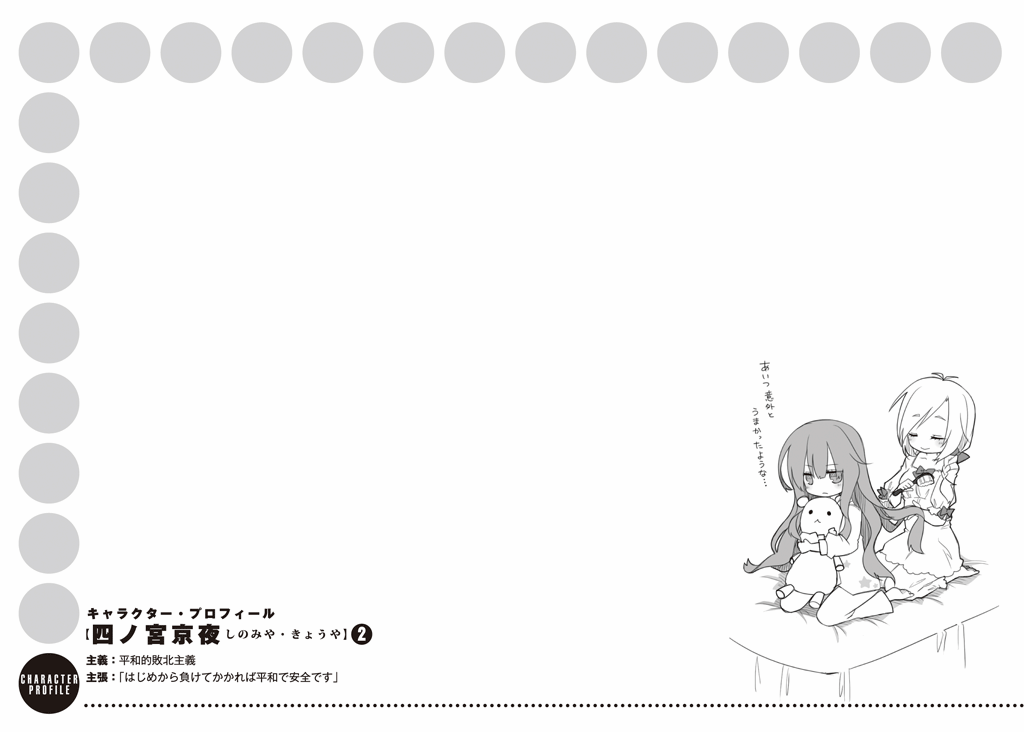 あいつ意外と
うまかったような…
キャラクター・プロフィール
【四ノ宮京夜 しのみや・きょうや】❷
主義：平和的敗北主義
主張：「はじめから負けてかかれば平和で安全です」
CHARACTER
PROFILE